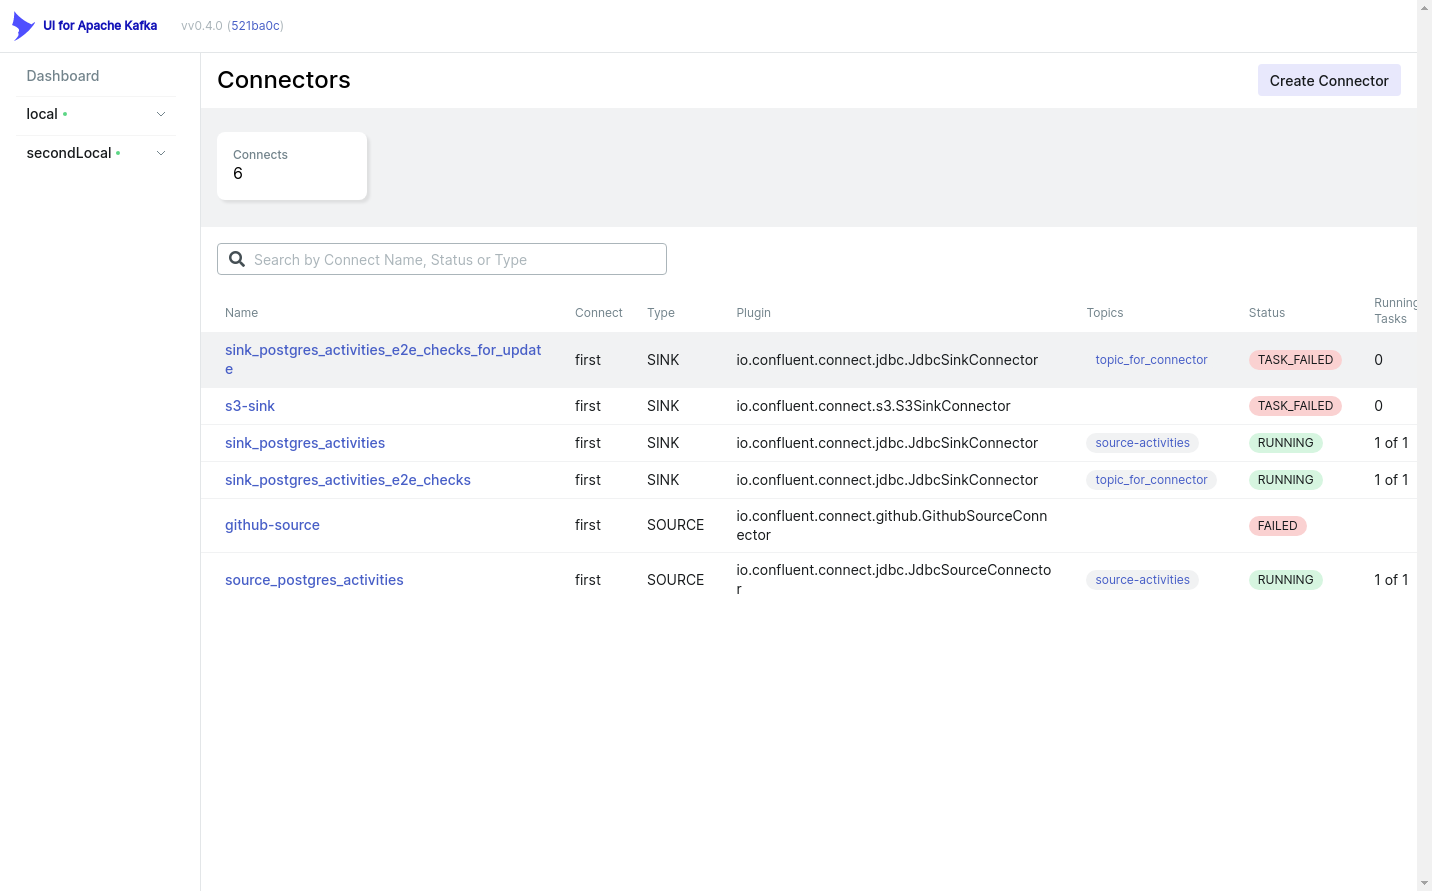 UI for Apache Kafka vv0.4.0 (521ba0c)
Dashboard
local
secondLocal
Connectors
Create Connector
Connects
6
Search by Connect Name, Status or Type
Name Connect Type Plugin Topics Status Running
Tasks
sink_postgres_activities_e2e_checks_for_updat
e
first SINK io.confluent.connect.jdbc.JdbcSinkConnector topic_for_connector TASK_FAILED 0
s3-sink first SINK io.confluent.connect.s3.S3SinkConnector TASK_FAILED 0
sink_postgres_activities first SINK io.confluent.connect.jdbc.JdbcSinkConnector source-activities RUNNING 1 of 1
sink_postgres_activities_e2e_checks first SINK io.confluent.connect.jdbc.JdbcSinkConnector topic_for_connector RUNNING 1 of 1
github-source first SOURCE io.confluent.connect.github.GithubSourceConn
ector
FAILED
source_postgres_activities first SOURCE io.confluent.connect.jdbc.JdbcSourceConnecto
r
source-activities RUNNING 1 of 1